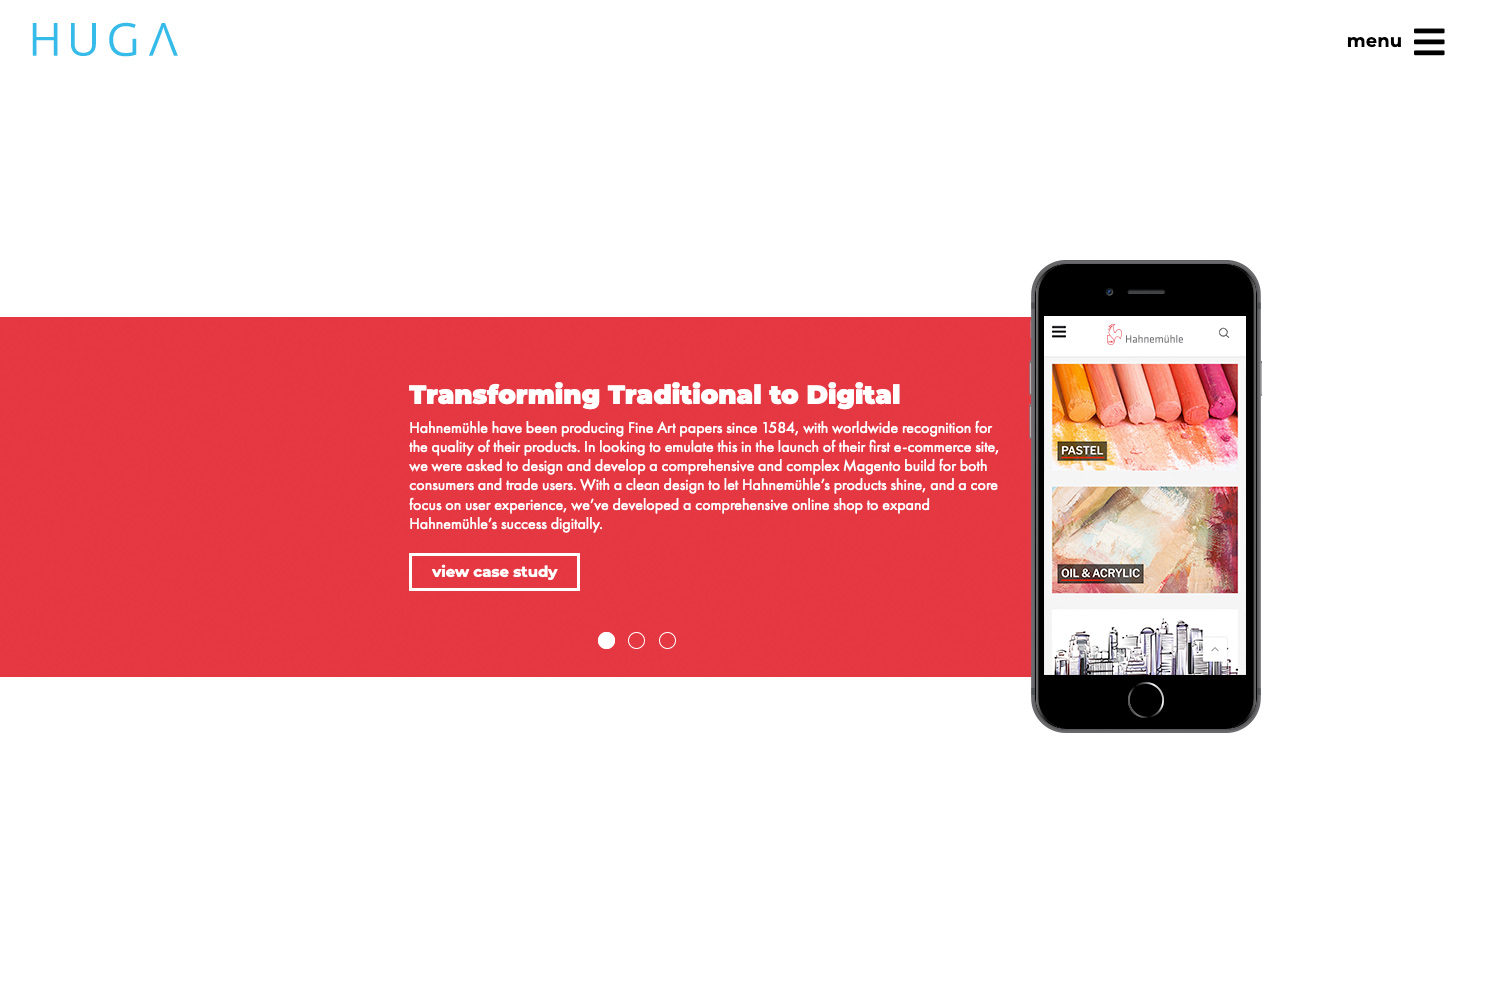 HUGA
menu
Transforming Traditional to Digital
Hahnemühle have been producing Fine Art papers since 1584, with worldwide recognition for
the quality of their products. In looking to emulate this in the launch of their first e-commerce site,
we were asked to design and develop a comprehensive and complex Magento build for both
consumers and trade users. With a clean design to let Hahnemühle’s products shine, and a core
focus on user experience, we’ve developed a comprehensive online shop to expand
Hahnemühle’s success digitally.
view case study
Hahnemühle
PASTEL
OIL & ACRYLIC